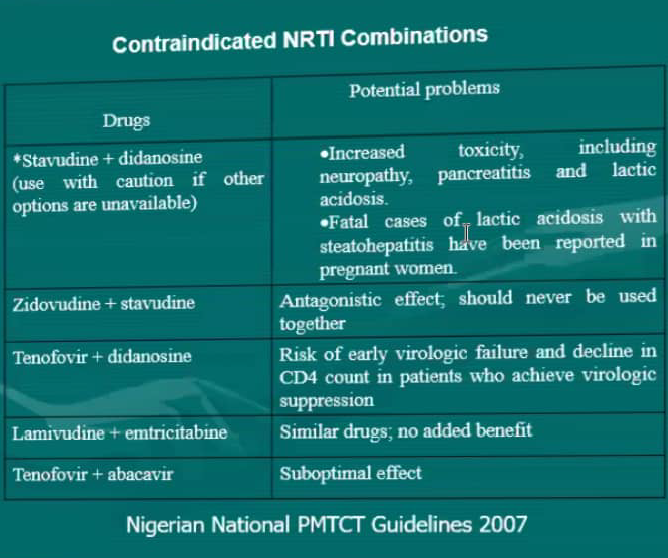 Contraindicated NRTI Combinations
Drugs
Potential problems
*Stavudine + didanosine
(use with caution if other
options are unavailable)
•Increased toxicity, including
neuropathy, pancreatitis and lactic
acidosis.
•Fatal cases of lactic acidosis with
steatohepatitis have been reported in
pregnant women.
Zidovudine + stavudine
Antagonistic effect; should never be used
together
Tenofovir + didanosine
Risk of early virologic failure and decline in
CD4 count in patients who achieve virologic
suppression
Lamivudine + emtricitabine
Similar drugs; no added benefit
Tenofovir + abacavir
Suboptimal effect
Nigerian National PMTCT Guidelines 2007